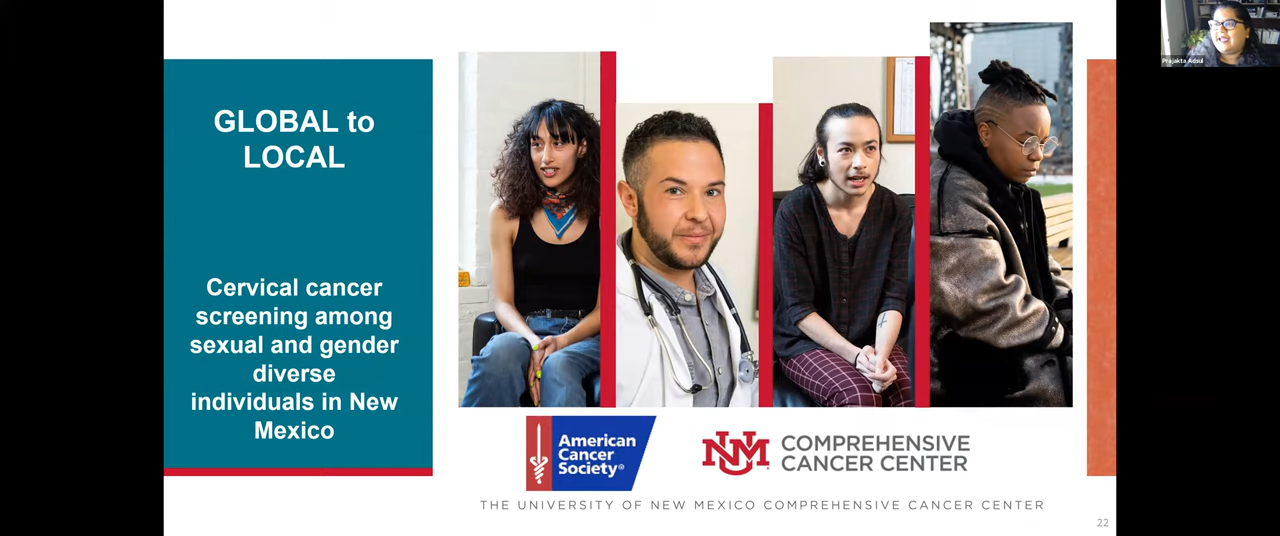 GLOBAL to
LOCAL
Cervical cancer
screening among
sexual and gender
diverse
individuals in New
Mexico
American
Cancer
Society®
NM
COMPREHENSIVE
CANCER CENTER
THE UNIVERSITY OF NEW MEXICO COMPREHENSIVE CANCER CENTER
22
Prajakta Adsul